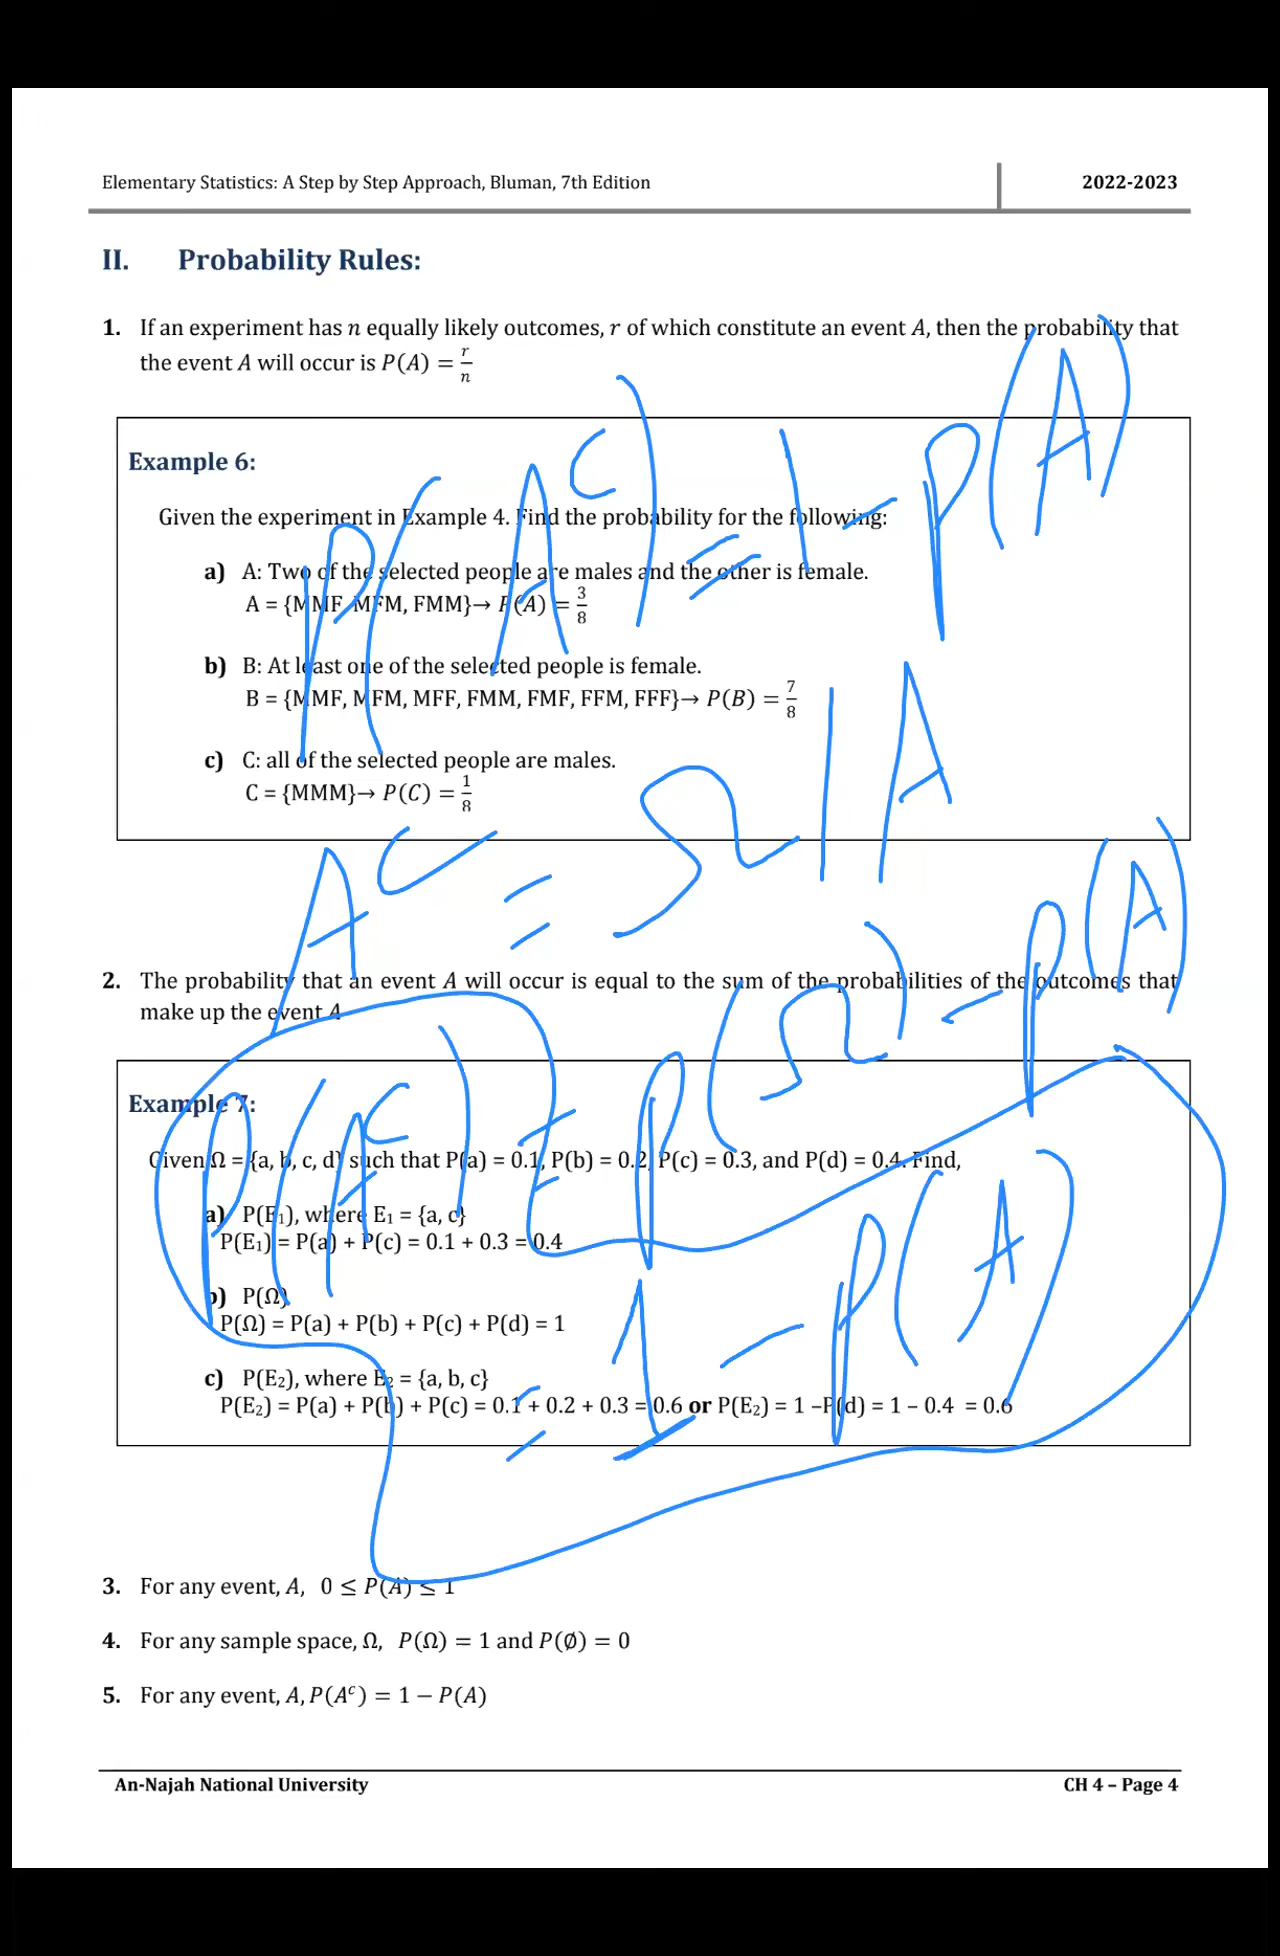 Elementary Statistics: A Step by Step Approach, Bluman, 7th Edition 2022-2023
II. Probability Rules:
1. If an experiment has n equally likely outcomes, r of which constitute an event A, then the probability that
the event A will occur is P(A) = r/n
P(Aᶜ) = 1 - P(A)
Example 6:
Given the experiment in Example 4. Find the probability for the following:
a) A: Two of the selected people are males and the other is female.
A = {MMF, MFM, FMM}→ P(A) = 3/8
b) B: At least one of the selected people is female.
B = {MMF, MFM, MFF, FMM, FMF, FFM, FFF}→ P(B) = 7/8
c) C: all of the selected people are males.
C = {MMM}→ P(C) = 1/8
Aᶜ = Ω | A
2. The probability that an event A will occur is equal to the sum of the probabilities of the outcomes that
make up the event A
P(Aᶜ) = P(Ω) - P(A)
Example 7:
Given Ω = {a, b, c, d} such that P(a) = 0.1, P(b) = 0.2, P(c) = 0.3, and P(d) = 0.4. Find,
a) P(E₁), where E₁ = {a, c}
P(E₁) = P(a) + P(c) = 0.1 + 0.3 = 0.4
b) P(Ω)
P(Ω) = P(a) + P(b) + P(c) + P(d) = 1
= 1 - P(A)
c) P(E₂), where E₂ = {a, b, c}
P(E₂) = P(a) + P(b) + P(c) = 0.1 + 0.2 + 0.3 = 0.6 or P(E₂) = 1 –P(d) = 1 – 0.4 = 0.6
3. For any event, A, 0 ≤ P(A) ≤ 1
4. For any sample space, Ω, P(Ω) = 1 and P(∅) = 0
5. For any event, A, P(Aᶜ) = 1 − P(A)
An-Najah National University CH 4 – Page 4